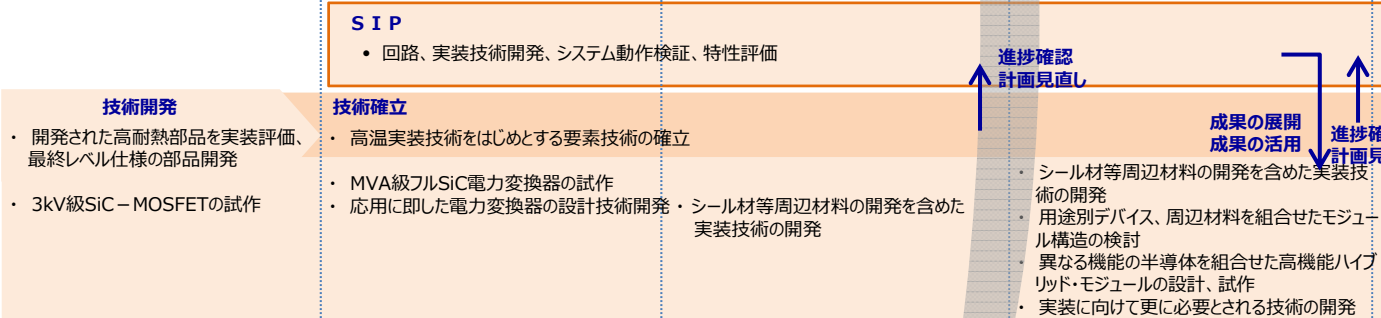 ＳＩＰ
• 回路、実装技術開発、システム動作検証、特性評価
進捗確認
計画見直し
技術開発
・ 開発された高耐熱部品を実装評価、
最終レベル仕様の部品開発
・ 3kV級SiC－MOSFETの試作
技術確立
・ 高温実装技術をはじめとする要素技術の確立
・ MVA級フルSiC電力変換器の試作
・ 応用に即した電力変換器の設計技術開発
・ シール材等周辺材料の開発を含めた
実装技術の開発
成果の展開
成果の活用
進捗確
計画見
・ シール材等周辺材料の開発を含めた実装技
術の開発
・ 用途別デバイス、周辺材料を組合せたモジュー
ル構造の検討
・ 異なる機能の半導体を組合せた高機能ハイブ
リッド・モジュールの設計、試作
・ 実装に向けて更に必要とされる技術の開発